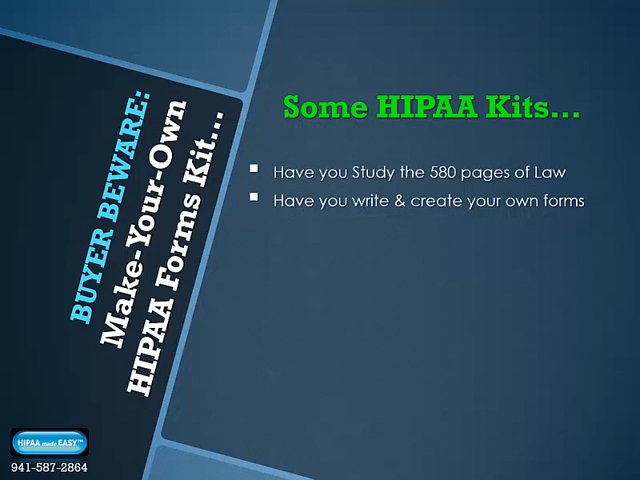 BUYER BEWARE:
Make-Your-Own
HIPAA Forms Kit...
Some HIPAA Kits...
Have you Study the 580 pages of Law
Have you write & create your own forms
HIPAA made EASY™
941-587-2864